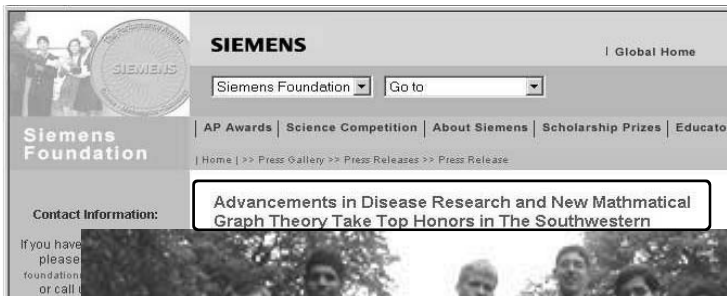 SIEMENS
| Global Home
SIEMENS
Siemens Foundation Go to
Siemens
Foundation
| AP Awards | Science Competition | About Siemens | Scholarship Prizes | Educato
| Home | >> Press Gallery >> Press Releases >> Press Release
Advancements in Disease Research and New Mathmatical
Graph Theory Take Top Honors in The Southwestern
Contact Information:
If you have
please
foundation
or call